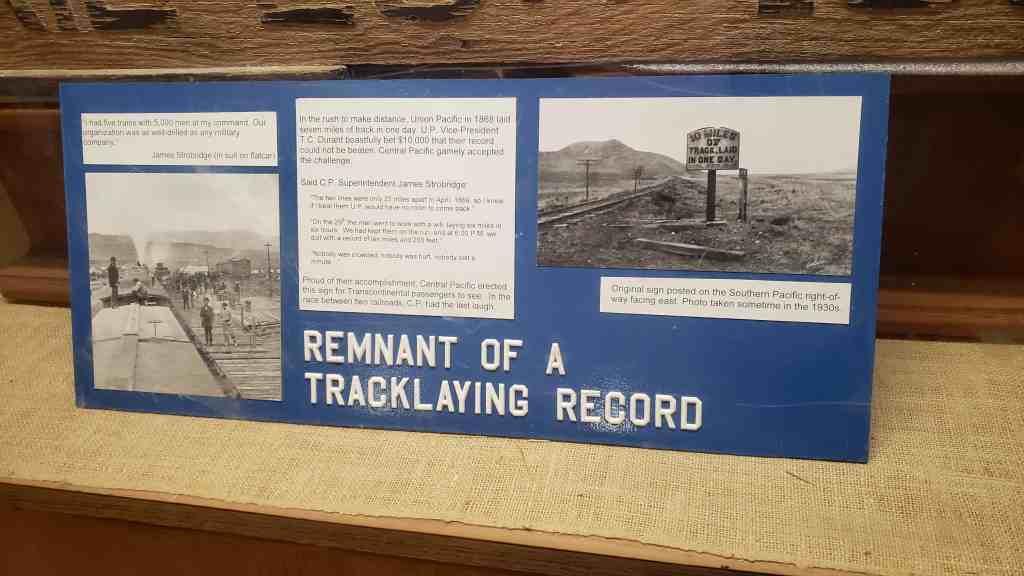 "I had five trains with 5,000 men at my command. Our
organization was as well-drilled as any military
company."
James Strobridge (in suit on flatcar)
In the rush to make distance, Union Pacific in 1868 laid
seven miles of track in one day. U.P. Vice-President
T.C. Durant boastfully bet $10,000 that their record
could not be beaten. Central Pacific gamely accepted
the challenge.
Said C.P. Superintendent James Strobridge:
"The two lines were only 25 miles apart in April, 1869, so I knew
if I beat them U.P. would have no room to come back."
"On the 29th the men went to work with a will, laying six miles in
six hours. We had kept them on the run, and at 6:00 P.M. we
quit with a record of ten miles and 200 feet."
"Nobody was crowded, nobody was hurt, nobody lost a
minute."
Proud of their accomplishment, Central Pacific erected
this sign for Transcontinental passengers to see. In the
race between two railroads, C.P. had the last laugh.
10 MILES
OF
TRACK, LAID
IN ONE DAY.
Original sign posted on the Southern Pacific right-of-
way facing east. Photo taken sometime in the 1930s.
REMNANT OF A
TRACKLAYING RECORD